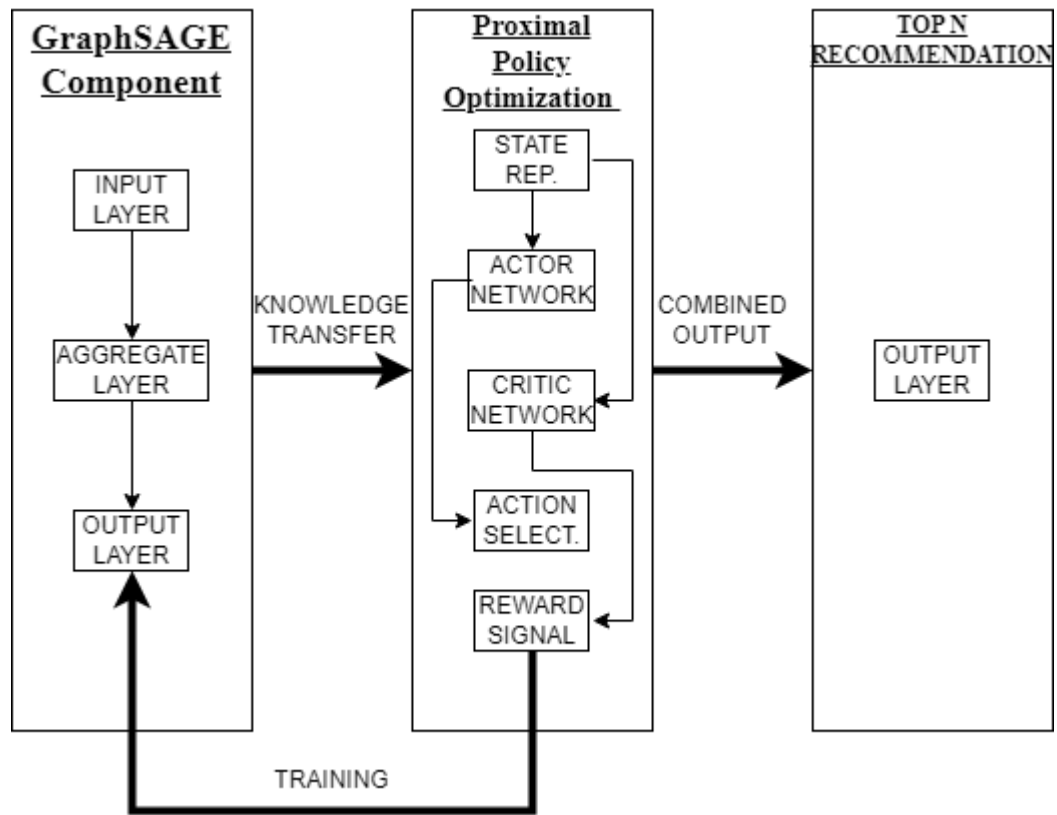 GraphSAGE
Component
INPUT
LAYER
AGGREGATE
LAYER
OUTPUT
LAYER
KNOWLEDGE
TRANSFER
Proximal
Policy
Optimization
STATE
REP.
ACTOR
NETWORK
CRITIC
NETWORK
ACTION
SELECT.
REWARD
SIGNAL
COMBINED
OUTPUT
TOP N
RECOMMENDATION
OUTPUT
LAYER
TRAINING